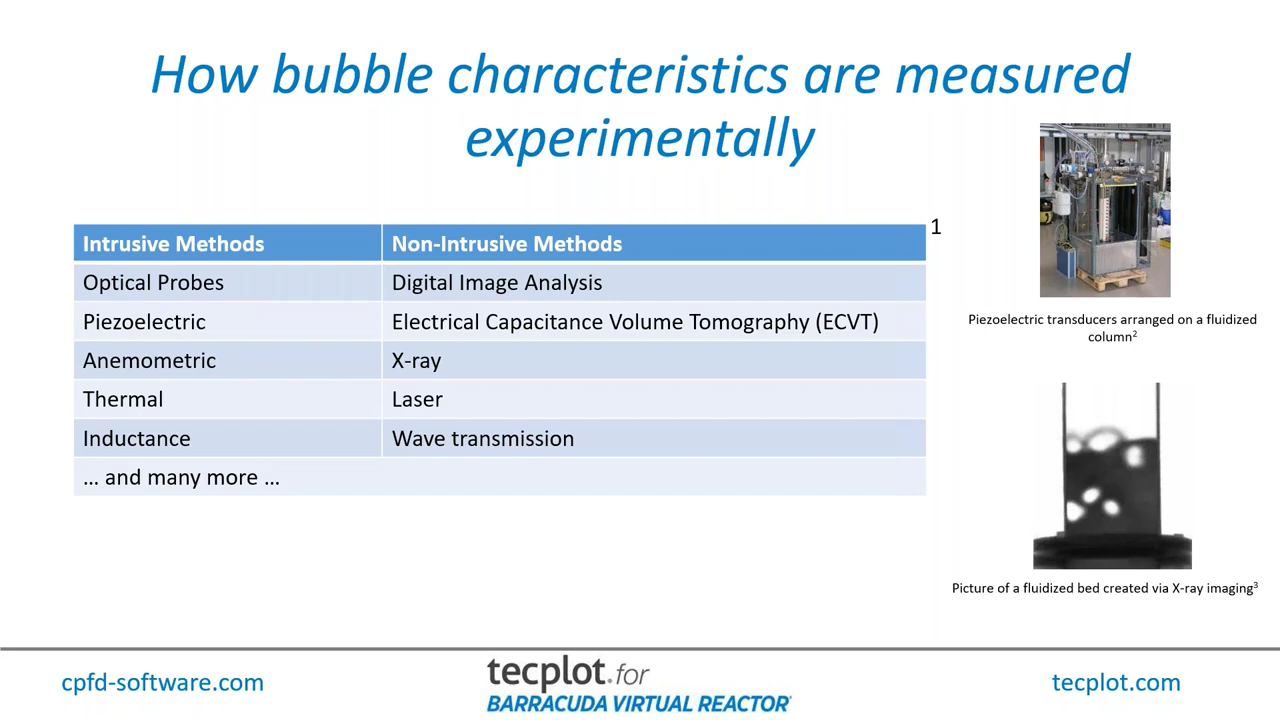 How bubble characteristics are measured
experimentally
Intrusive Methods
Non-Intrusive Methods
1
Optical Probes
Digital Image Analysis
Piezoelectric
Electrical Capacitance Volume Tomography (ECVT)
Anemometric
X-ray
Thermal
Laser
Inductance
Wave transmission
… and many more …
Piezoelectric transducers arranged on a fluidized
column2
Picture of a fluidized bed created via X-ray imaging3
cpfd-software.com
tecplot.for
BARRACUDA VIRTUAL REACTOR
tecplot.com